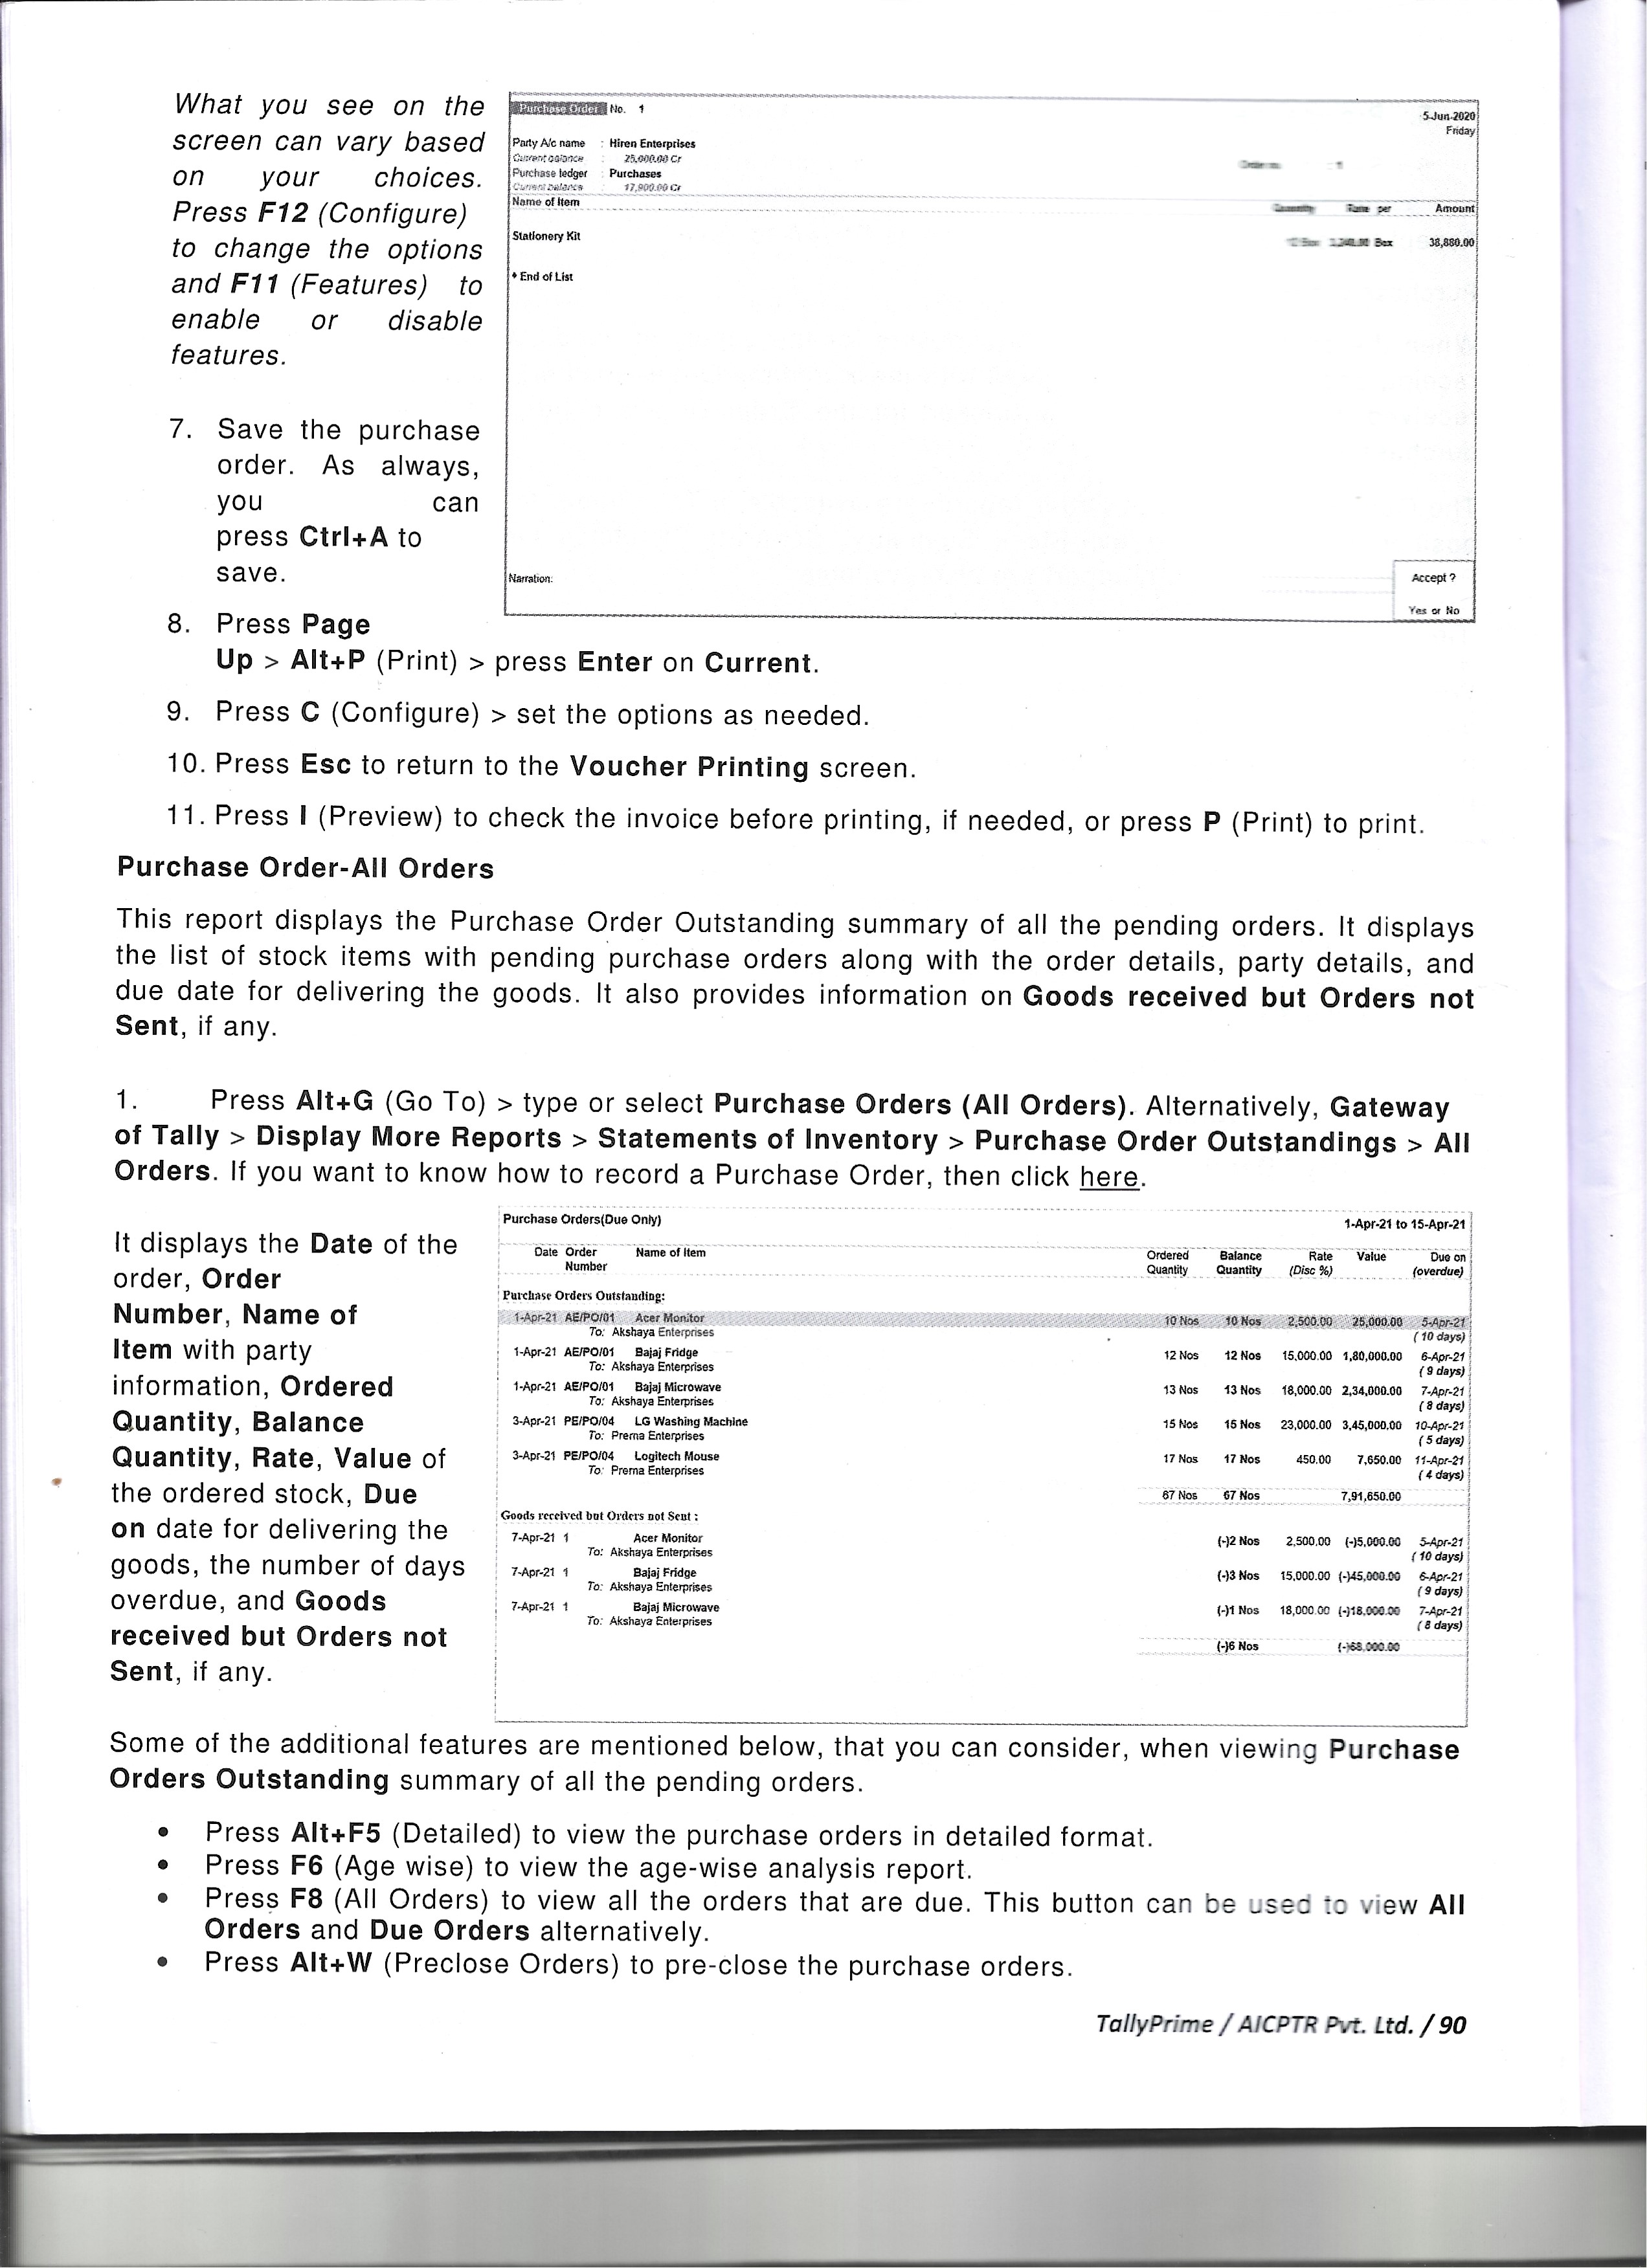 What you see on the
screen can vary based
on your choices.
Press F12 (Configure)
to change the options
and F11 (Features) to
enable or disable
features.
7. Save the purchase
order. As always,
you can
press Ctrl+A to
save.
Purchase Order No. 1
5-Jun-2020
Friday
Party A/c name : Hiren Enterprises
Current balance : 25,000.00 Cr
Purchase ledger : Purchases
Current balance : 17,900.00 Cr
Name of Item Quantity Rate per Amount
Stationery Kit 12 Box Box 38,880.00
♦ End of List
Narration:
Accept ?
Yes or No
8. Press Page
Up > Alt+P (Print) > press Enter on Current.
9. Press C (Configure) > set the options as needed.
10. Press Esc to return to the Voucher Printing screen.
11. Press I (Preview) to check the invoice before printing, if needed, or press P (Print) to print.
Purchase Order-All Orders
This report displays the Purchase Order Outstanding summary of all the pending orders. It displays
the list of stock items with pending purchase orders along with the order details, party details, and
due date for delivering the goods. It also provides information on Goods received but Orders not
Sent, if any.
1. Press Alt+G (Go To) > type or select Purchase Orders (All Orders). Alternatively, Gateway
of Tally > Display More Reports > Statements of Inventory > Purchase Order Outstandings > All
Orders. If you want to know how to record a Purchase Order, then click here.
It displays the Date of the
order, Order
Number, Name of
Item with party
information, Ordered
Quantity, Balance
Quantity, Rate, Value of
the ordered stock, Due
on date for delivering the
goods, the number of days
overdue, and Goods
received but Orders not
Sent, if any.
Purchase Orders(Due Only) 1-Apr-21 to 15-Apr-21
Date Order Name of Item Ordered Balance Rate Value Due on
Number Quantity Quantity (Disc %) (overdue)
Purchase Orders Outstanding:
1-Apr-21 AE/PO/01 Acer Monitor 10 Nos 10 Nos 2,500.00 25,000.00 5-Apr-21
To: Akshaya Enterprises (10 days)
1-Apr-21 AE/PO/01 Bajaj Fridge 12 Nos 12 Nos 15,000.00 1,80,000.00 6-Apr-21
To: Akshaya Enterprises (9 days)
1-Apr-21 AE/PO/01 Bajaj Microwave 13 Nos 13 Nos 18,000.00 2,34,000.00 7-Apr-21
To: Akshaya Enterprises (8 days)
3-Apr-21 PE/PO/04 LG Washing Machine 15 Nos 15 Nos 23,000.00 3,45,000.00 10-Apr-21
To: Prerna Enterprises (5 days)
3-Apr-21 PE/PO/04 Logitech Mouse 17 Nos 17 Nos 450.00 7,650.00 11-Apr-21
To: Prerna Enterprises (4 days)
67 Nos 67 Nos 7,91,650.00
Goods received but Orders not Sent :
7-Apr-21 1 Acer Monitor (-)2 Nos 2,500.00 (-)5,000.00 5-Apr-21
To: Akshaya Enterprises (10 days)
7-Apr-21 1 Bajaj Fridge (-)3 Nos 15,000.00 (-)45,000.00 6-Apr-21
To: Akshaya Enterprises (9 days)
7-Apr-21 1 Bajaj Microwave (-)1 Nos 18,000.00 (-)18,000.00 7-Apr-21
To: Akshaya Enterprises (8 days)
(-)6 Nos (-)68,000.00
Some of the additional features are mentioned below, that you can consider, when viewing Purchase
Orders Outstanding summary of all the pending orders.
• Press Alt+F5 (Detailed) to view the purchase orders in detailed format.
• Press F6 (Age wise) to view the age-wise analysis report.
• Press F8 (All Orders) to view all the orders that are due. This button can be used to view All
Orders and Due Orders alternatively.
• Press Alt+W (Preclose Orders) to pre-close the purchase orders.
TallyPrime / AICPTR Pvt. Ltd. / 90